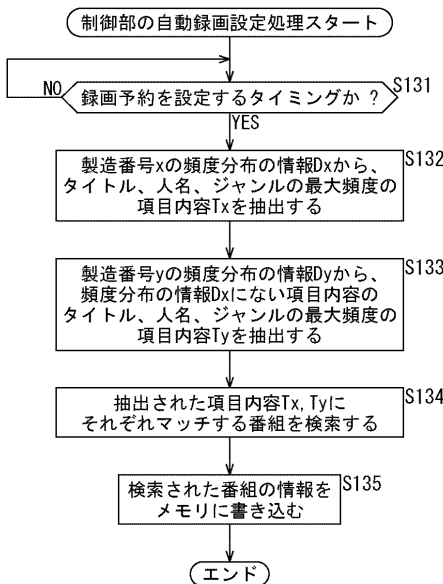 制御部の自動録画設定処理スタート
NO
録画予約を設定するタイミングか ?
S131
YES
製造番号xの頻度分布の情報Dxから、
タイトル、人名、ジャンルの最大頻度の
項目内容Txを抽出する
S132
製造番号yの頻度分布の情報Dyから、
頻度分布の情報Dxにない項目内容の
タイトル、人名、ジャンルの最大頻度の
項目内容Tyを抽出する
S133
抽出された項目内容Tx, Tyに
それぞれマッチする番組を検索する
S134
検索された番組の情報を
メモリに書き込む
S135
エンド